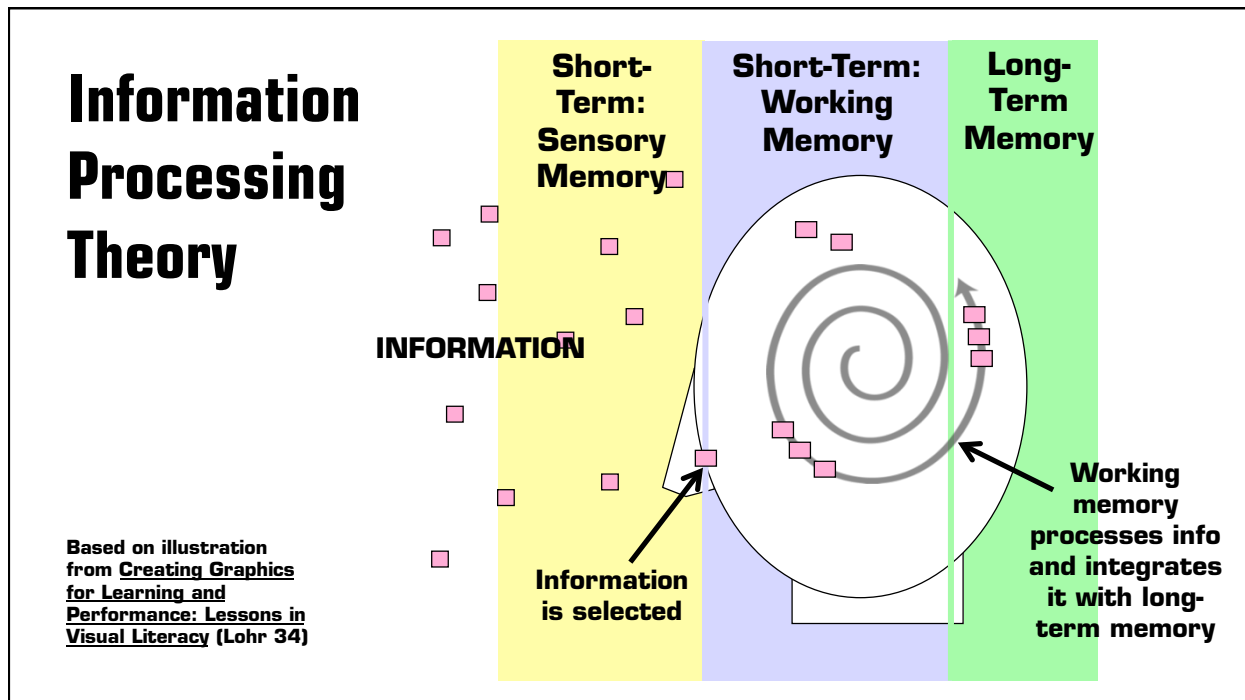 Information
Processing
Theory
Short-
Term:
Sensory
Memory
Short-Term:
Working
Memory
Long-
Term
Memory
INFORMATION
Information
is selected
Working
memory
processes info
and integrates
it with long-
term memory
Based on illustration
from Creating Graphics
for Learning and
Performance: Lessons in
Visual Literacy (Lohr 34)